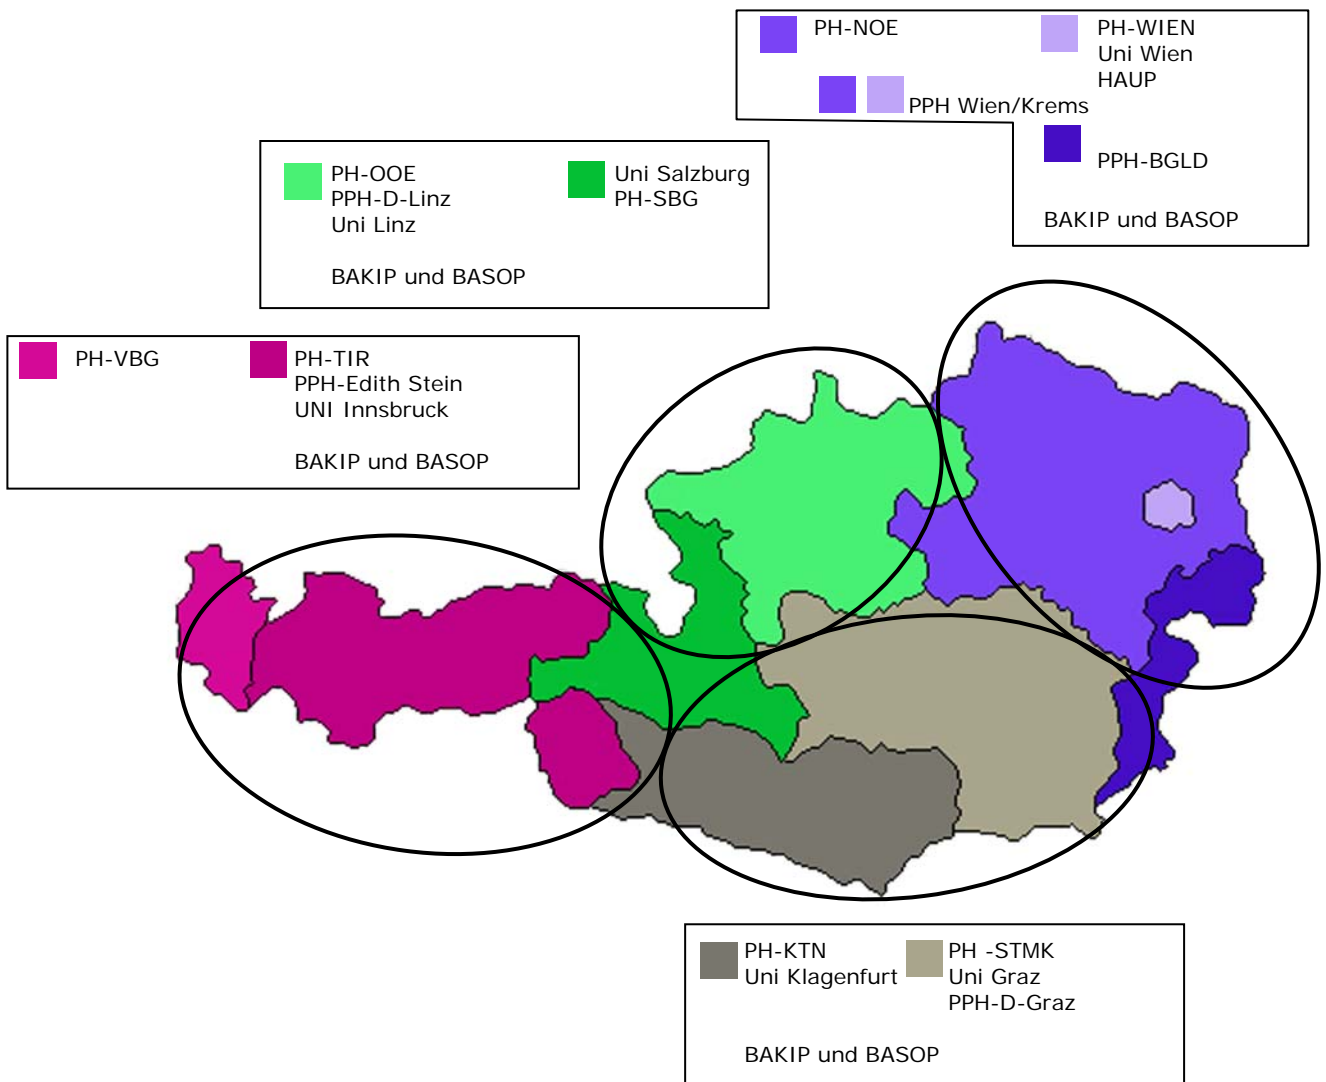 PH-NOE
PH-WIEN
Uni Wien
HAUP
PPH Wien/Krems
PPH-BGLD
BAKIP und BASOP
PH-OOE
PPH-D-Linz
Uni Linz
Uni Salzburg
PH-SBG
BAKIP und BASOP
PH-VBG
PH-TIR
PPH-Edith Stein
UNI Innsbruck
BAKIP und BASOP
PH-KTN
Uni Klagenfurt
PH -STMK
Uni Graz
PPH-D-Graz
BAKIP und BASOP